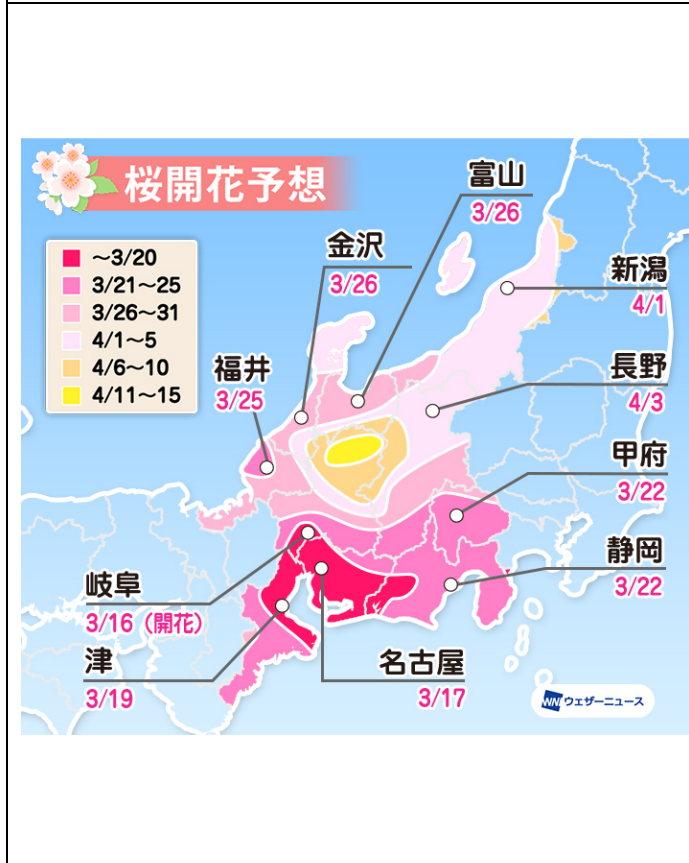 桜開花予想
～3/20
3/21～25
3/26～31
4/1～5
4/6～10
4/11～15
富山
3/26
金沢
3/26
新潟
4/1
福井
3/25
長野
4/3
甲府
3/22
静岡
3/22
岐阜
3/16（開花）
津
3/19
名古屋
3/17
WNI ウェザーニュース